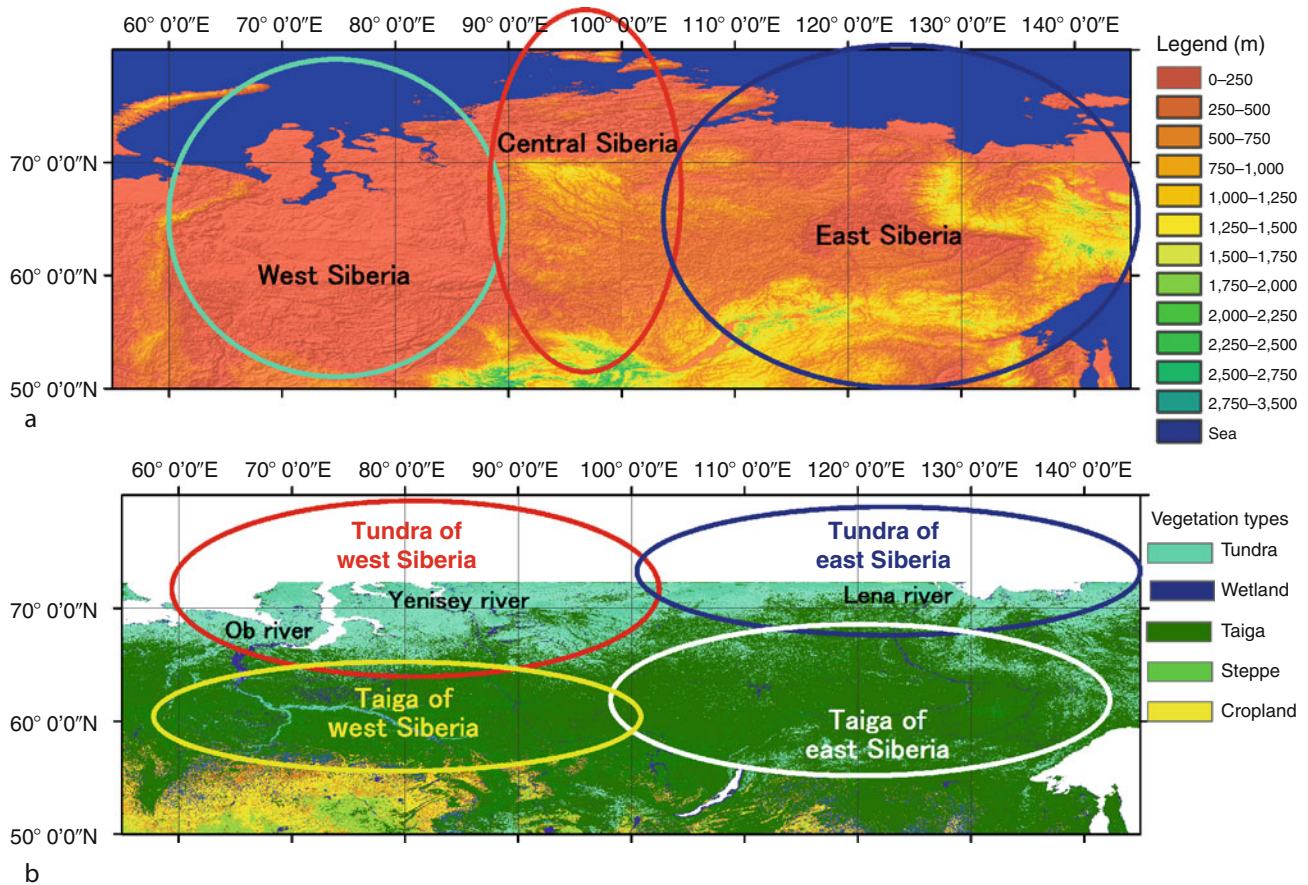 60° 0′0″E 70° 0′0″E 80° 0′0″E 90° 0′0″E 100° 0′0″E 110° 0′0″E 120° 0′0″E 130° 0′0″E 140° 0′0″E
70° 0′0″N
60° 0′0″N
50° 0′0″N
West Siberia
Central Siberia
East Siberia
Legend (m)
0–250
250–500
500–750
750–1,000
1,000–1,250
1,250–1,500
1,500–1,750
1,750–2,000
2,000–2,250
2,250–2,500
2,500–2,750
2,750–3,500
Sea
a
60° 0′0″E 70° 0′0″E 80° 0′0″E 90° 0′0″E 100° 0′0″E 110° 0′0″E 120° 0′0″E 130° 0′0″E 140° 0′0″E
70° 0′0″N
60° 0′0″N
50° 0′0″N
Tundra of
west Siberia
Tundra of
east Siberia
Yenisey river
Lena river
Ob river
Taiga of
west Siberia
Taiga of
east Siberia
Vegetation types
Tundra
Wetland
Taiga
Steppe
Cropland
b